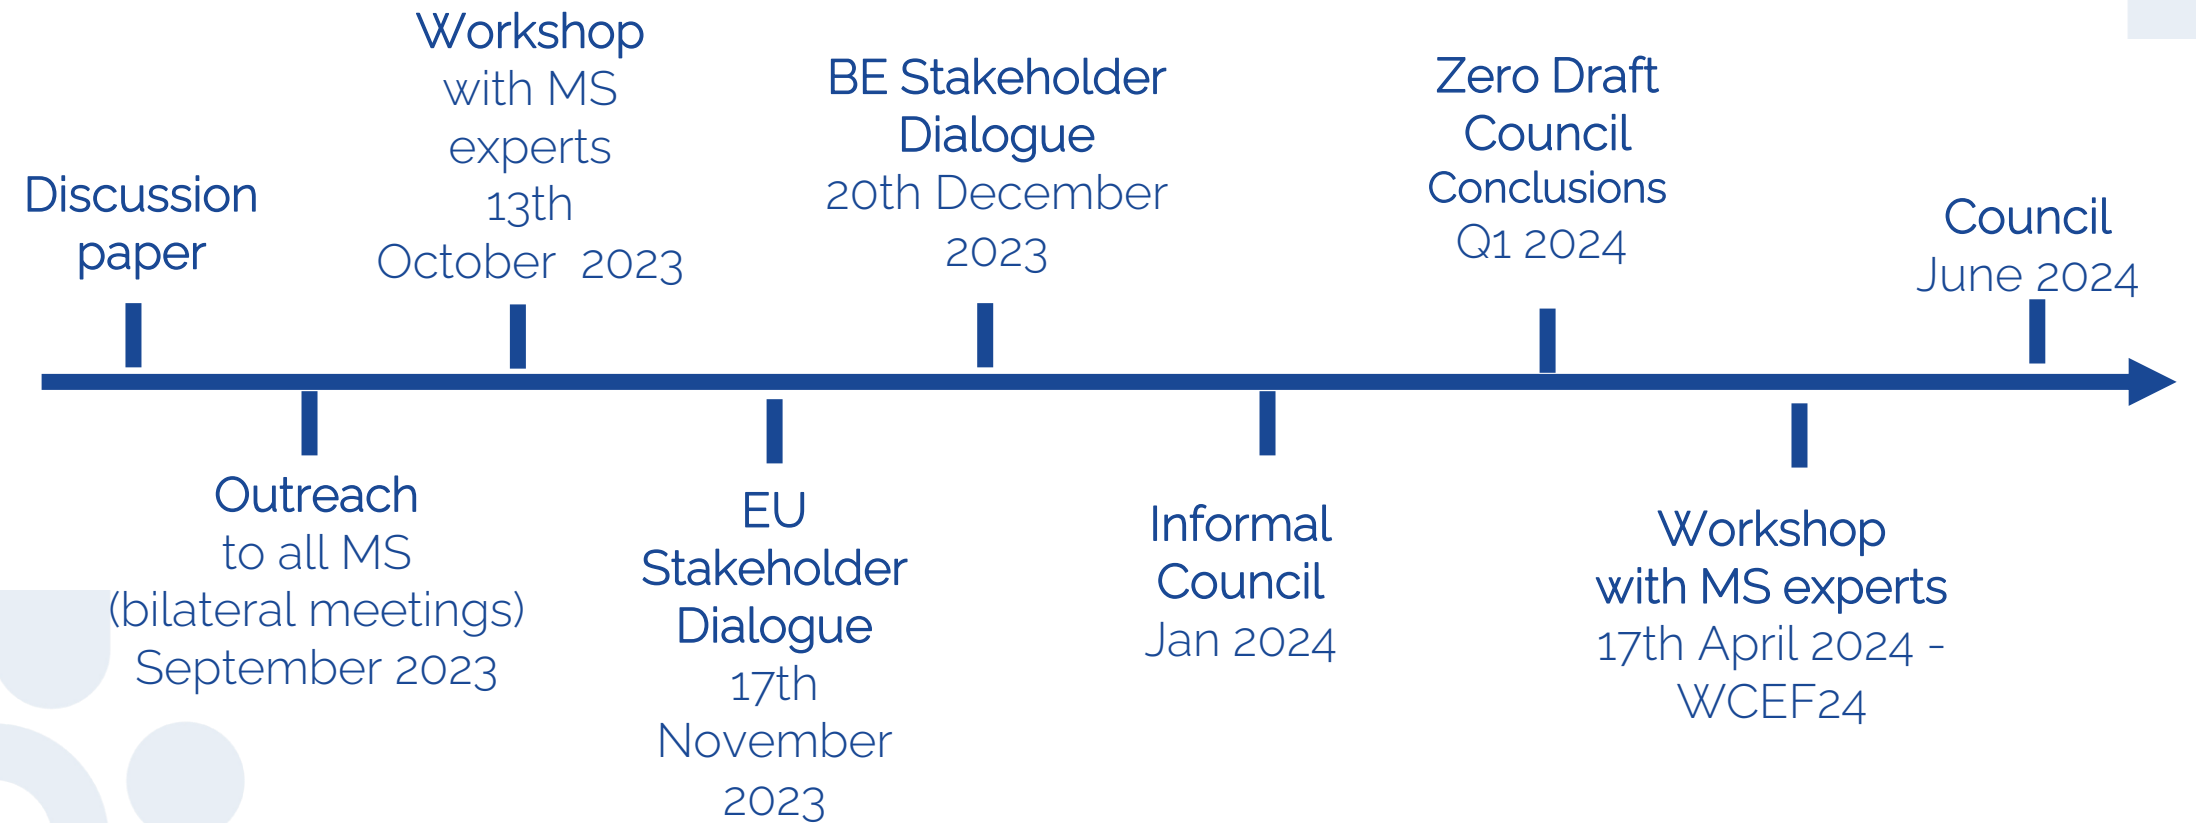 Discussion
paper
Outreach
to all MS
(bilateral meetings)
September 2023
Workshop
with MS
experts
13th
October 2023
EU
Stakeholder
Dialogue
17th
November
2023
BE Stakeholder
Dialogue
20th December
2023
Informal
Council
Jan 2024
Zero Draft
Council
Conclusions
Q1 2024
Workshop
with MS experts
17th April 2024 -
WCEF24
Council
June 2024